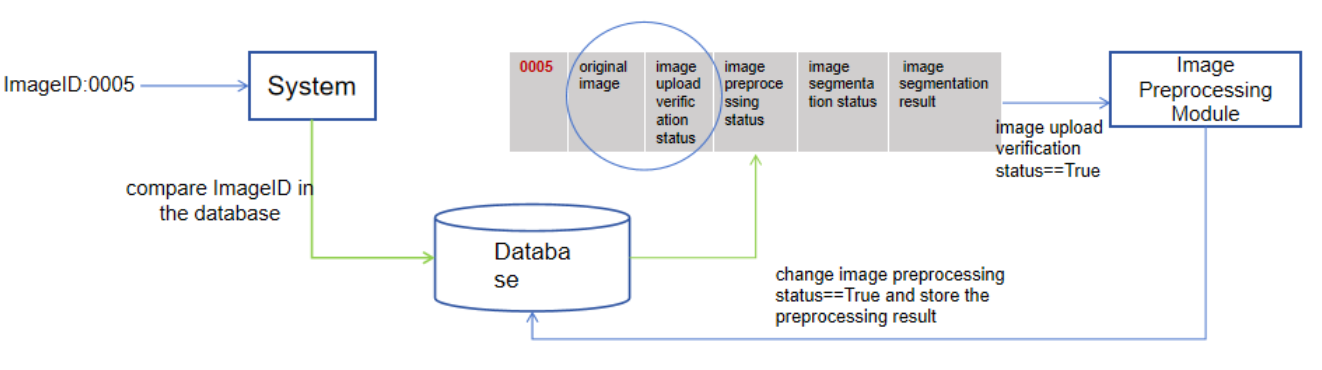 ImageID:0005
System
0005
original
image
image
upload
verific
ation
status
image
preproce
ssing
status
image
segmenta
tion status
image
segmentation
result
Image
Preprocessing
Module
image upload
verification
status==True
compare ImageID in
the database
Databa
se
change image preprocessing
status==True and store the
preprocessing result